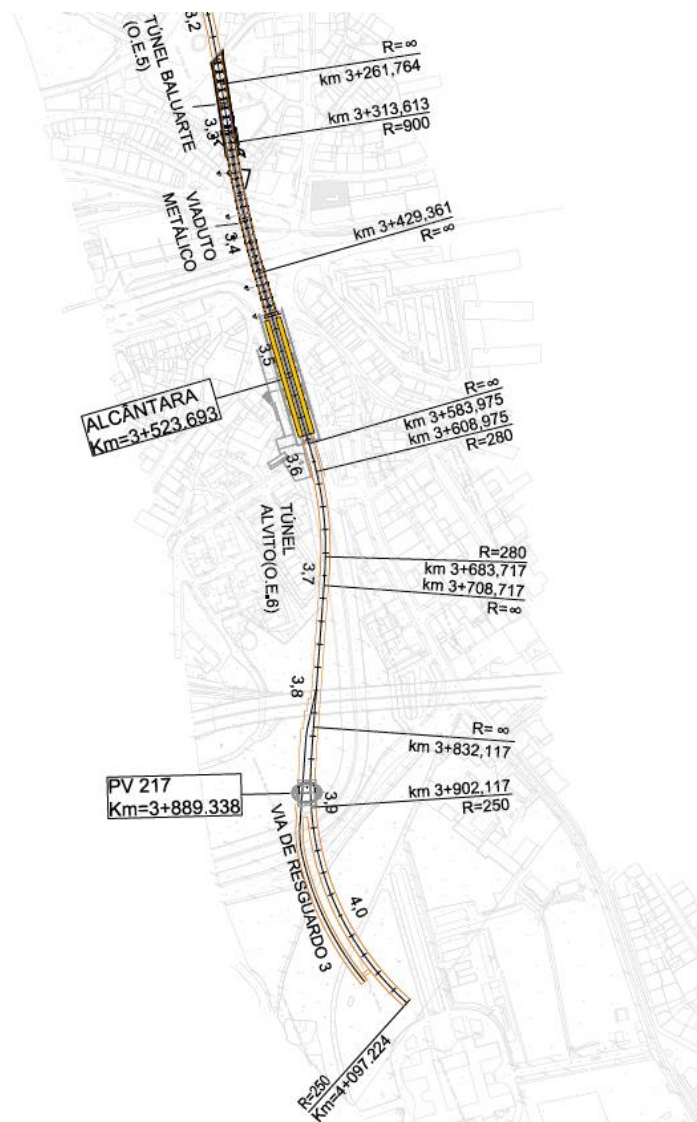 3,2
TÚNEL BALUARTE
(O.E.5)
R=∞
km 3+261,764
3,3
km 3+313,613
R=900
VIADUTO
METÁLICO
3,4
km 3+429,361
R=∞
3,5
ALCÂNTARA
Km=3+523.693
R=∞
km 3+583,975
km 3+608,975
R=280
3,6
TÚNEL
ALVITO(O.E.6)
R=280
km 3+683,717
km 3+708,717
R=∞
3,7
3,8
R= ∞
km 3+832,117
PV 217
Km=3+889.338
3,9
km 3+902,117
R=250
VIA DE RESGUARDO 3
4,0
R=250
Km=4+097.224